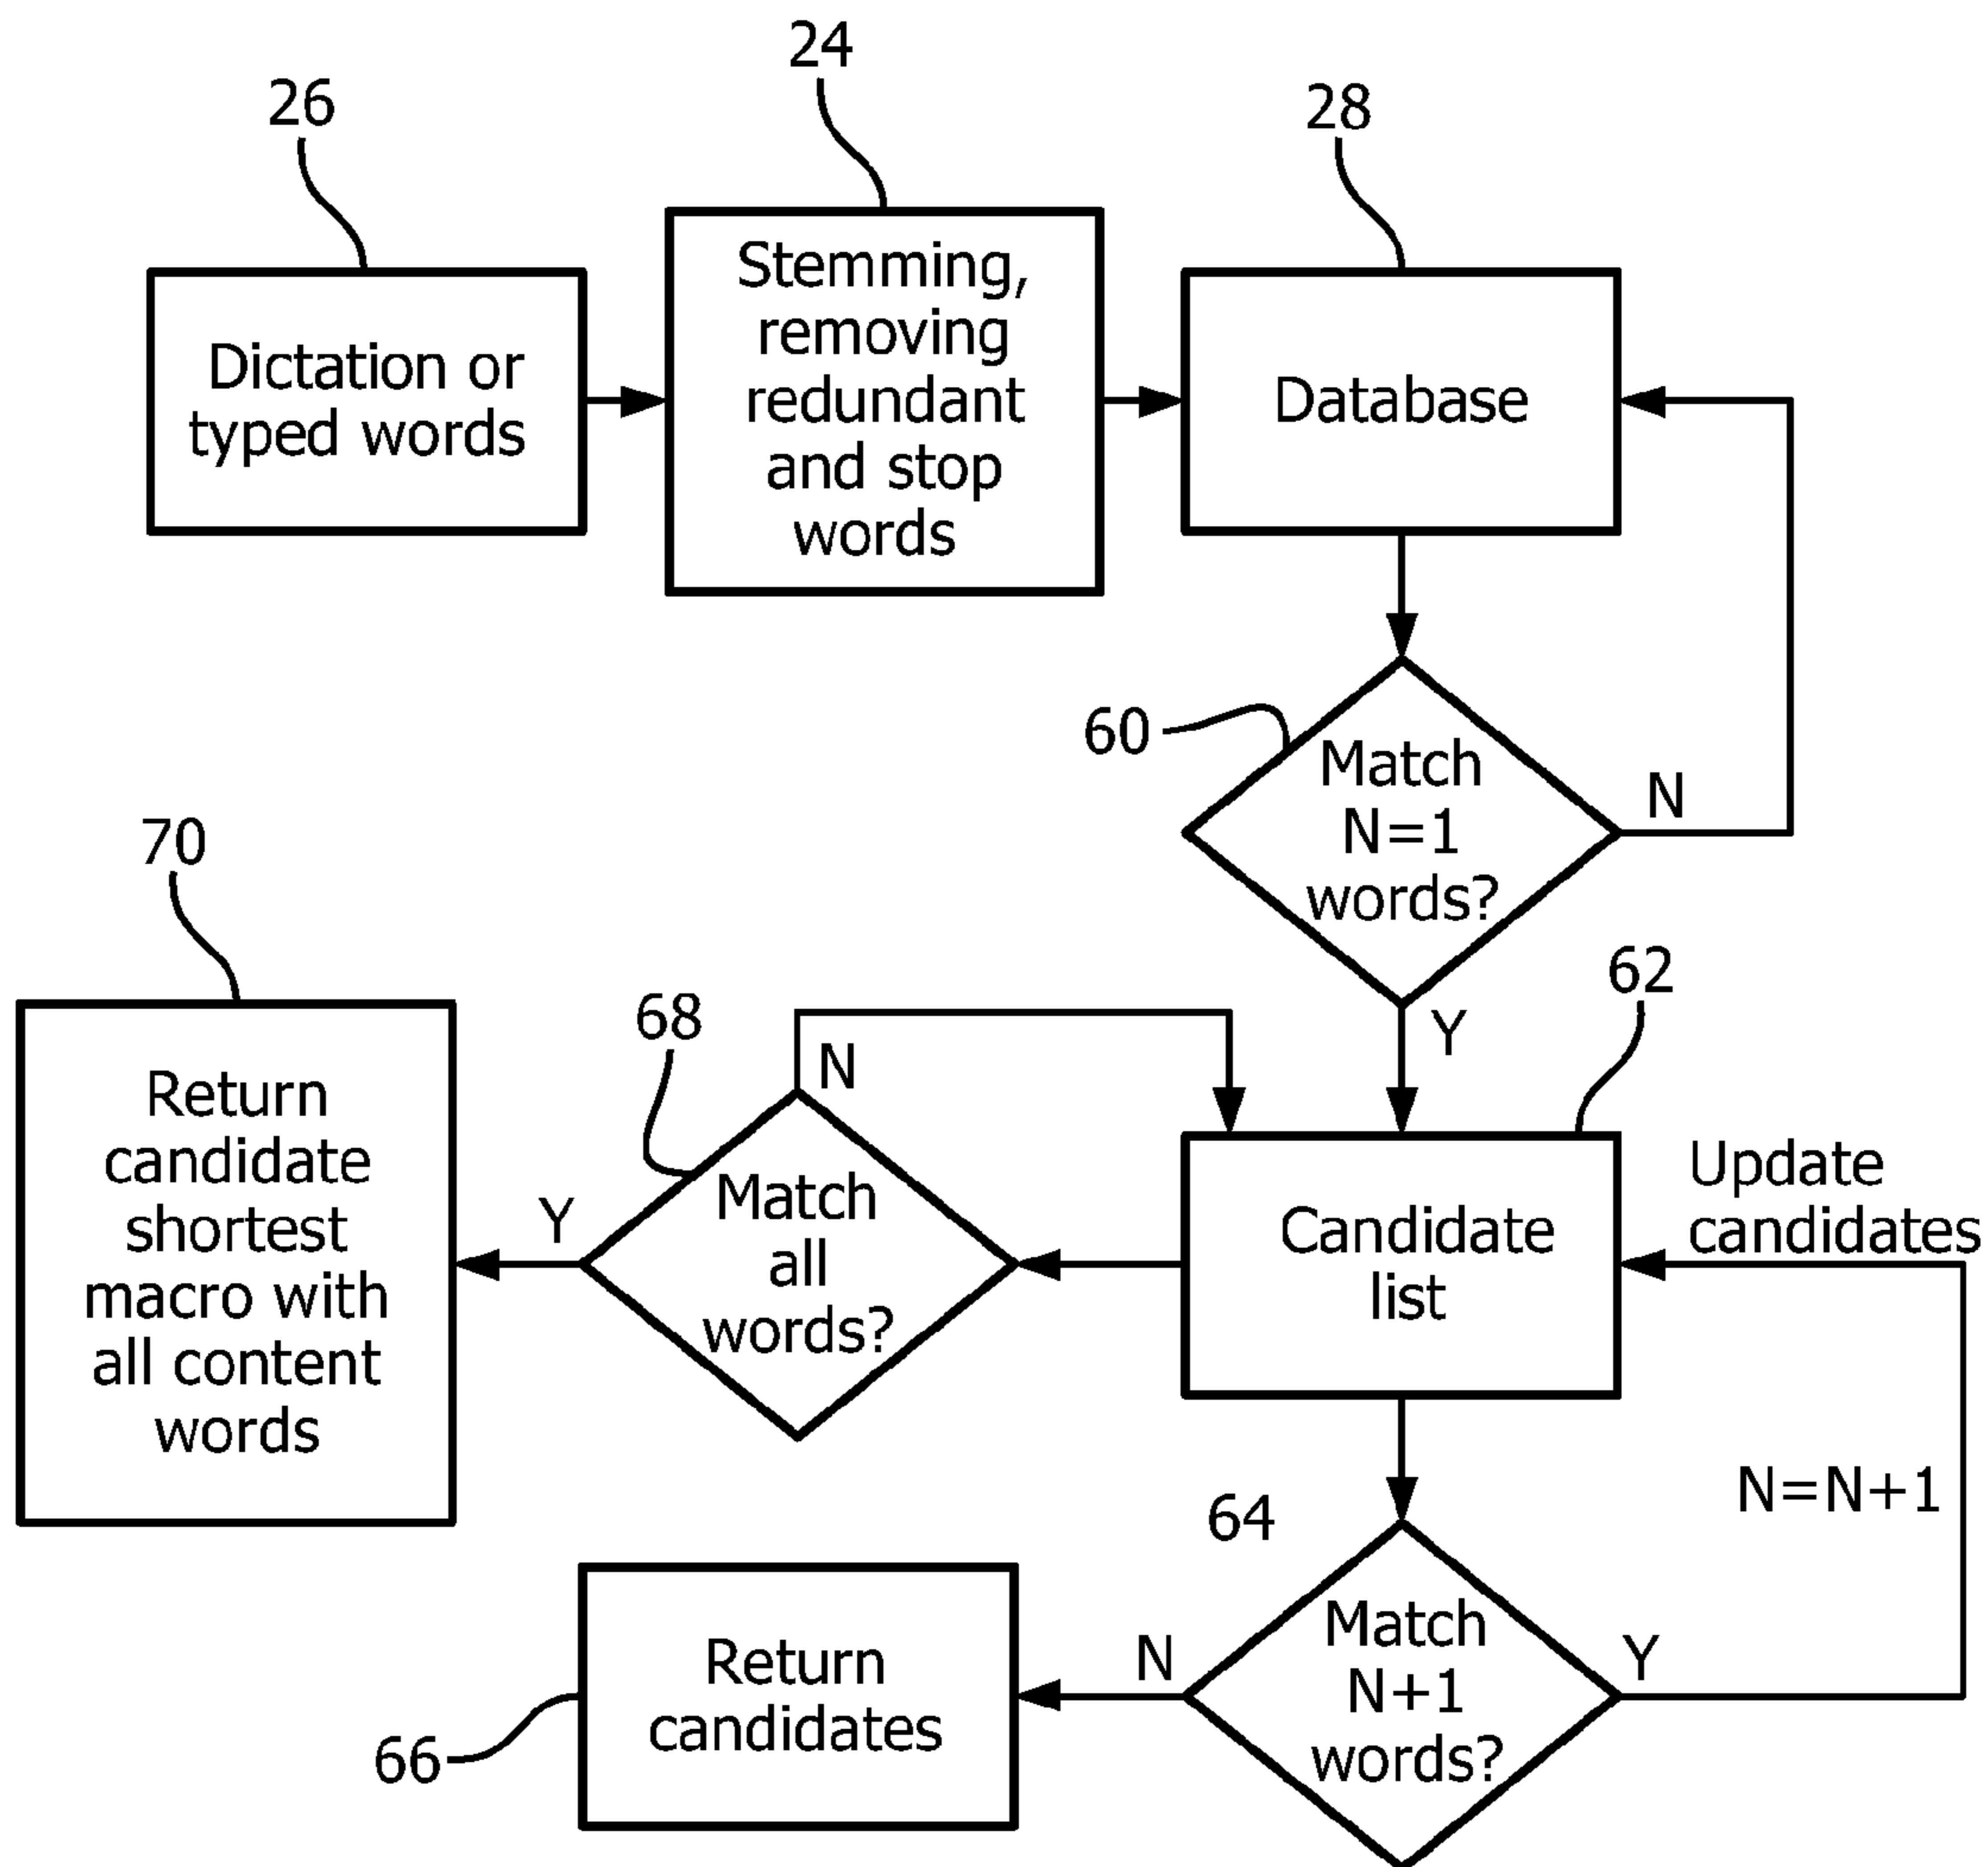 24
26
28
Dictation or
typed words
Stemming,
removing
redundant
and stop
words
Database
60
Match
N=1
words?
N
Y
70
Return
candidate
shortest
macro with
all content
words
68
N
Match
all
words?
Y
62
Candidate
list
Update
candidates
N=N+1
64
Match
N+1
words?
N
Y
Return
candidates
66